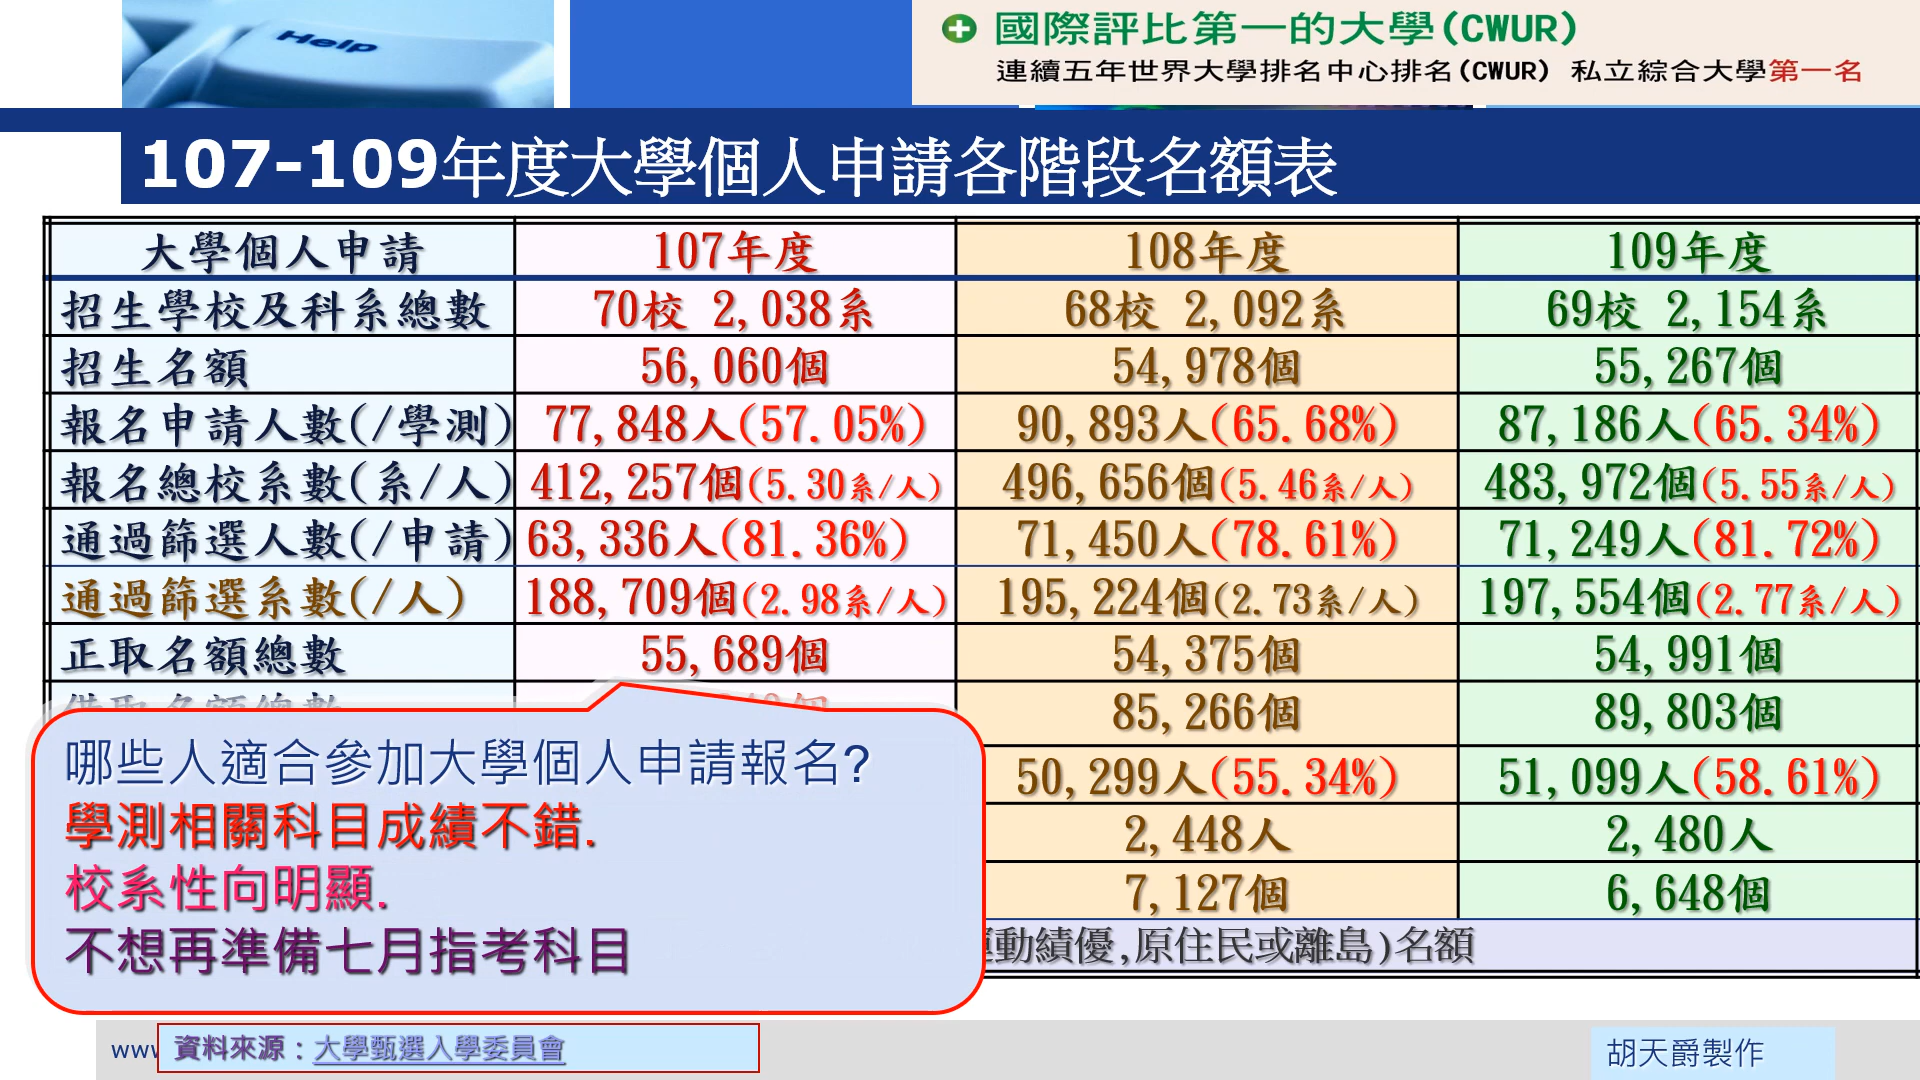 Help
國際評比第一的大學(CWUR)
連續五年世界大學排名中心排名(CWUR) 私立綜合大學第一名
107-109年度大學個人申請各階段名額表
大學個人申請 107年度 108年度 109年度
招生學校及科系總數 70校 2,038系 68校 2,092系 69校 2,154系
招生名額 56,060個 54,978個 55,267個
報名申請人數(/學測) 77,848人(57.05%) 90,893人(65.68%) 87,186人(65.34%)
報名總校系數(系/人) 412,257個(5.30系/人) 496,656個(5.46系/人) 483,972個(5.55系/人)
通過篩選人數(/申請) 63,336人(81.36%) 71,450人(78.61%) 71,249人(81.72%)
通過篩選系數(/人) 188,709個(2.98系/人) 195,224個(2.73系/人) 197,554個(2.77系/人)
正取名額總數 55,689個 54,375個 54,991個
備取名額總數 85,266個 89,803個
50,299人(55.34%) 51,099人(58.61%)
2,448人 2,480人
7,127個 6,648個
動績優,原住民或離島)名額
哪些人適合參加大學個人申請報名?
學測相關科目成績不錯.
校系性向明顯.
不想再準備七月指考科目
www
資料來源：大學甄選入學委員會
胡天爵製作